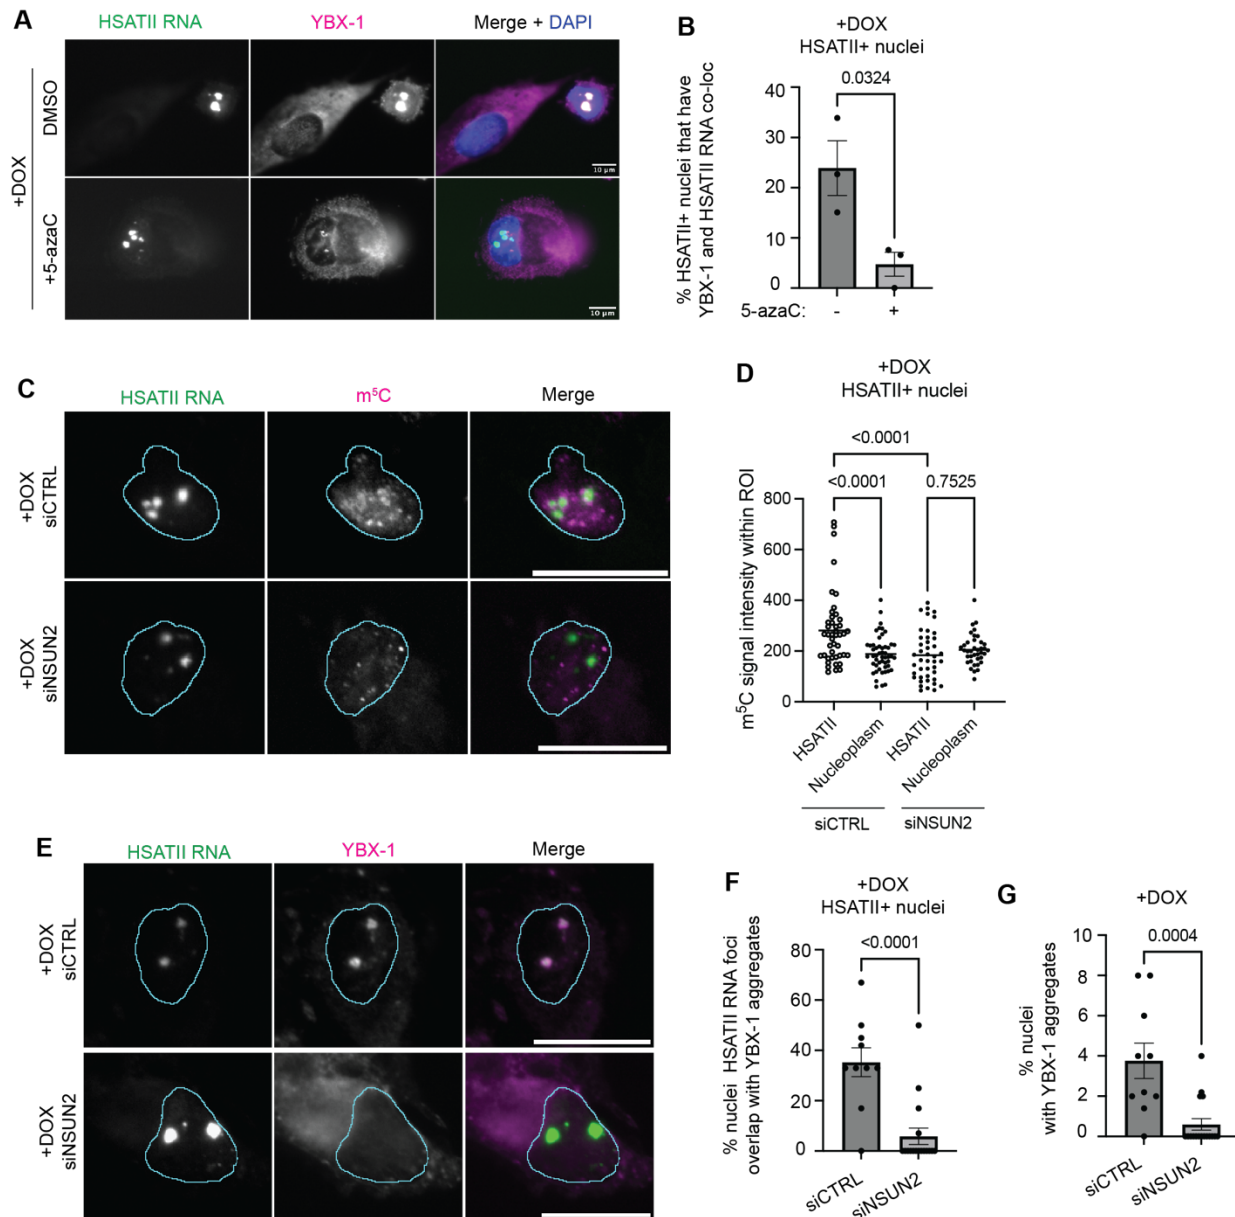 A
HSATII RNA
YBX-1
Merge + DAPI
+DOX
DMSO
+5-azaC
10 µm
10 µm
B
+DOX
HSATII+ nuclei
0.0324
% HSATII+ nuclei that have
YBX-1 and HSATII RNA co-loc
40
30
20
10
0
5-azaC:
-
+
C
HSATII RNA
m⁵C
Merge
+DOX
siCTRL
+DOX
siNSUN2
D
+DOX
HSATII+ nuclei
<0.0001
<0.0001
0.7525
m⁵C signal intensity within ROI
800
600
400
200
0
HSATII
Nucleoplasm
HSATII
Nucleoplasm
siCTRL
siNSUN2
E
HSATII RNA
YBX-1
Merge
+DOX
siCTRL
+DOX
siNSUN2
F
+DOX
HSATII+ nuclei
<0.0001
% nuclei HSATII RNA foci
overlap with YBX-1 aggregates
80
60
40
20
0
siCTRL
siNSUN2
G
+DOX
0.0004
% nuclei
with YBX-1 aggregates
10
8
6
4
2
0
siCTRL
siNSUN2